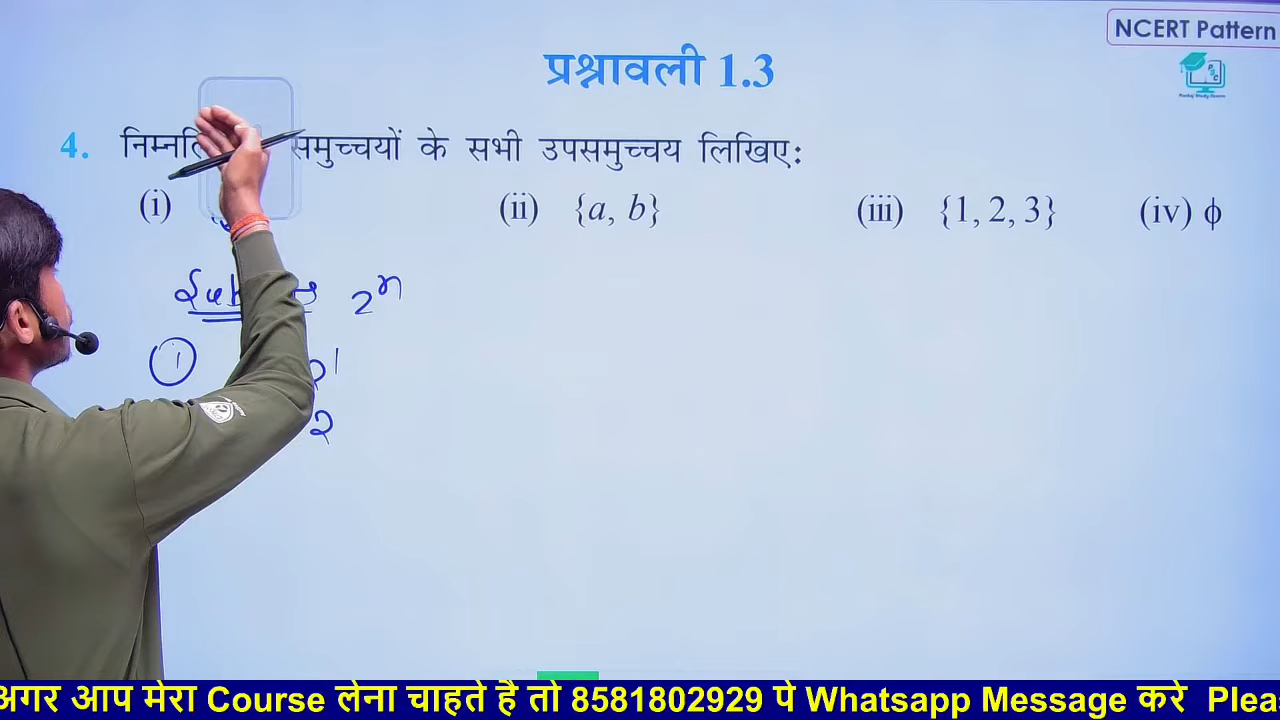 NCERT Pattern
प्रश्नावली 1.3
4. समुच्चयों के सभी उपसमुच्चय लिखिए:
(i) (ii) {a, b} (iii) {1, 2, 3} (iv) ϕ
2ⁿ
1
2
अगर आप मेरा Course लेना चाहते है तो 8581802929 पे Whatsapp Message करे